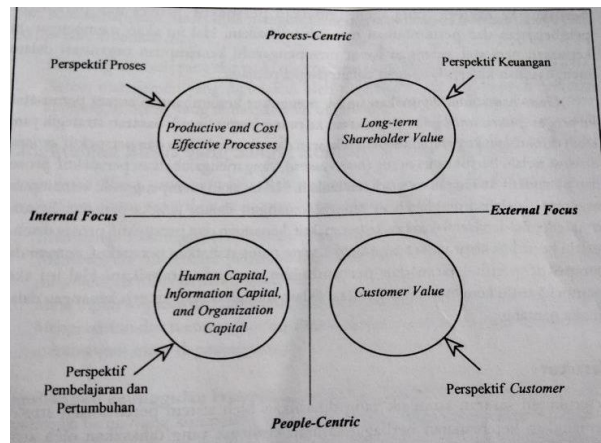 Process-Centric
Perspektif Proses
Perspektif Keuangan
Productive and Cost
Effective Processes
Long-term
Shareholder Value
Internal Focus
External Focus
Human Capital,
Information Capital,
and Organization
Capital
Customer Value
Perspektif
Pembelajaran dan
Pertumbuhan
Perspektif Customer
People-Centric